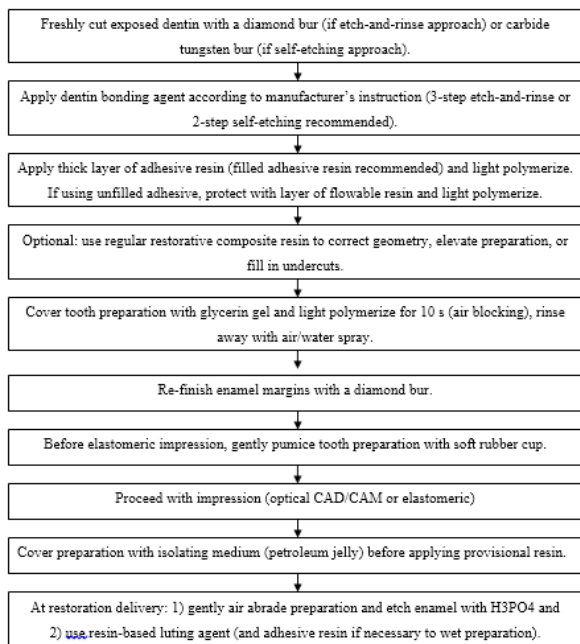 Freshly cut exposed dentin with a diamond bur (if etch-and-rinse approach) or carbide
tungsten bur (if self-etching approach).
Apply dentin bonding agent according to manufacturer’s instruction (3-step etch-and-rinse or
2-step self-etching recommended).
Apply thick layer of adhesive resin (filled adhesive resin recommended) and light polymerize.
If using unfilled adhesive, protect with layer of flowable resin and light polymerize.
Optional: use regular restorative composite resin to correct geometry, elevate preparation, or
fill in undercuts.
Cover tooth preparation with glycerin gel and light polymerize for 10 s (air blocking), rinse
away with air/water spray.
Re-finish enamel margins with a diamond bur.
Before elastomeric impression, gently pumice tooth preparation with soft rubber cup.
Proceed with impression (optical CAD/CAM or elastomeric)
Cover preparation with isolating medium (petroleum jelly) before applying provisional resin.
At restoration delivery: 1) gently air abrade preparation and etch enamel with H3PO4 and
2) use resin-based luting agent (and adhesive resin if necessary to wet preparation).